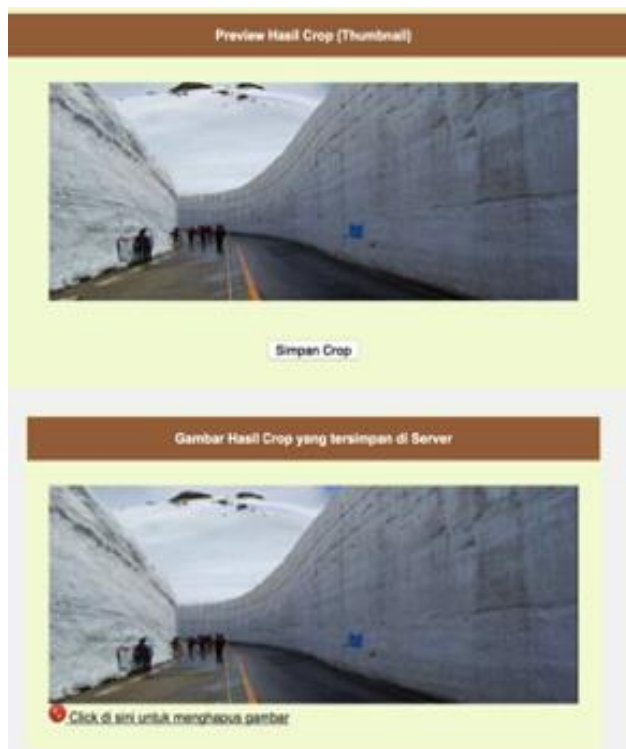 Preview Hasil Crop (Thumbnail)
Simpan Crop
Gambar Hasil Crop yang tersimpan di Server
Click di sini untuk menghapus gambar